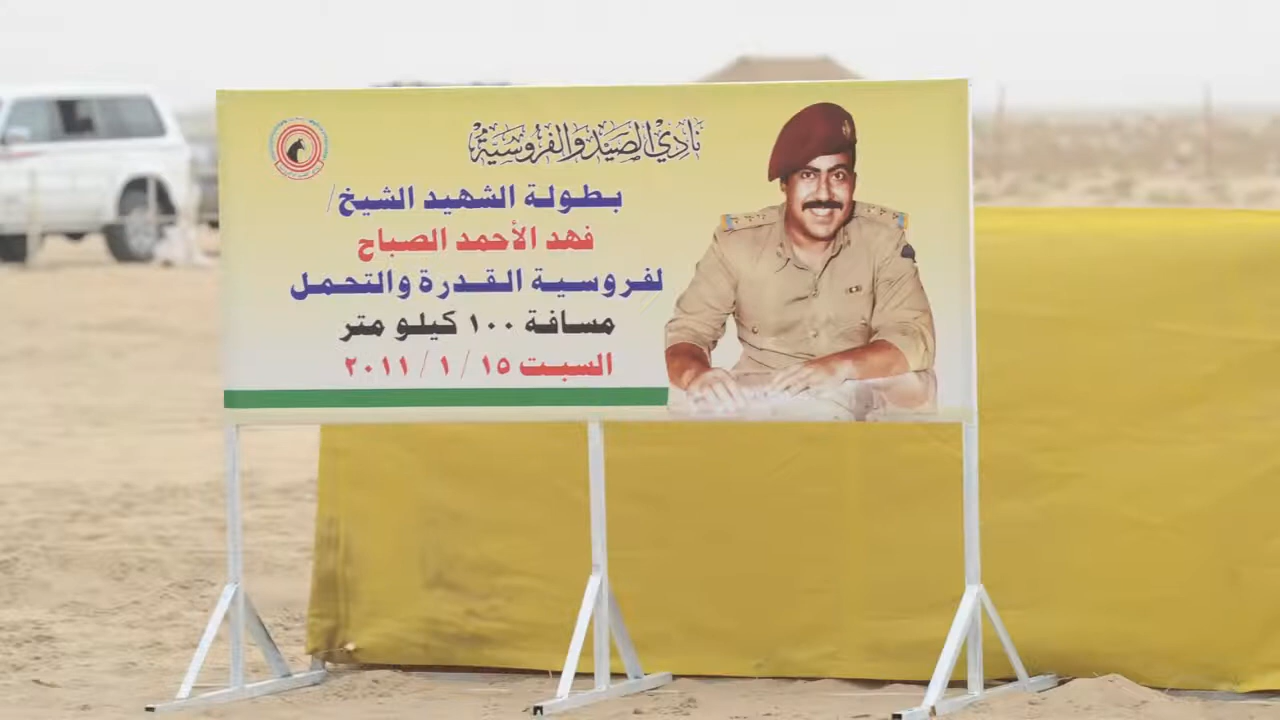 نادي الصيد والفروسية
بطولة الشهيد الشيخ/
فهد الأحمد الصباح
لفروسية القدرة والتحمل
مسافة ١٠٠ كيلو متر
السبت ١٥ / ١ / ٢٠١١